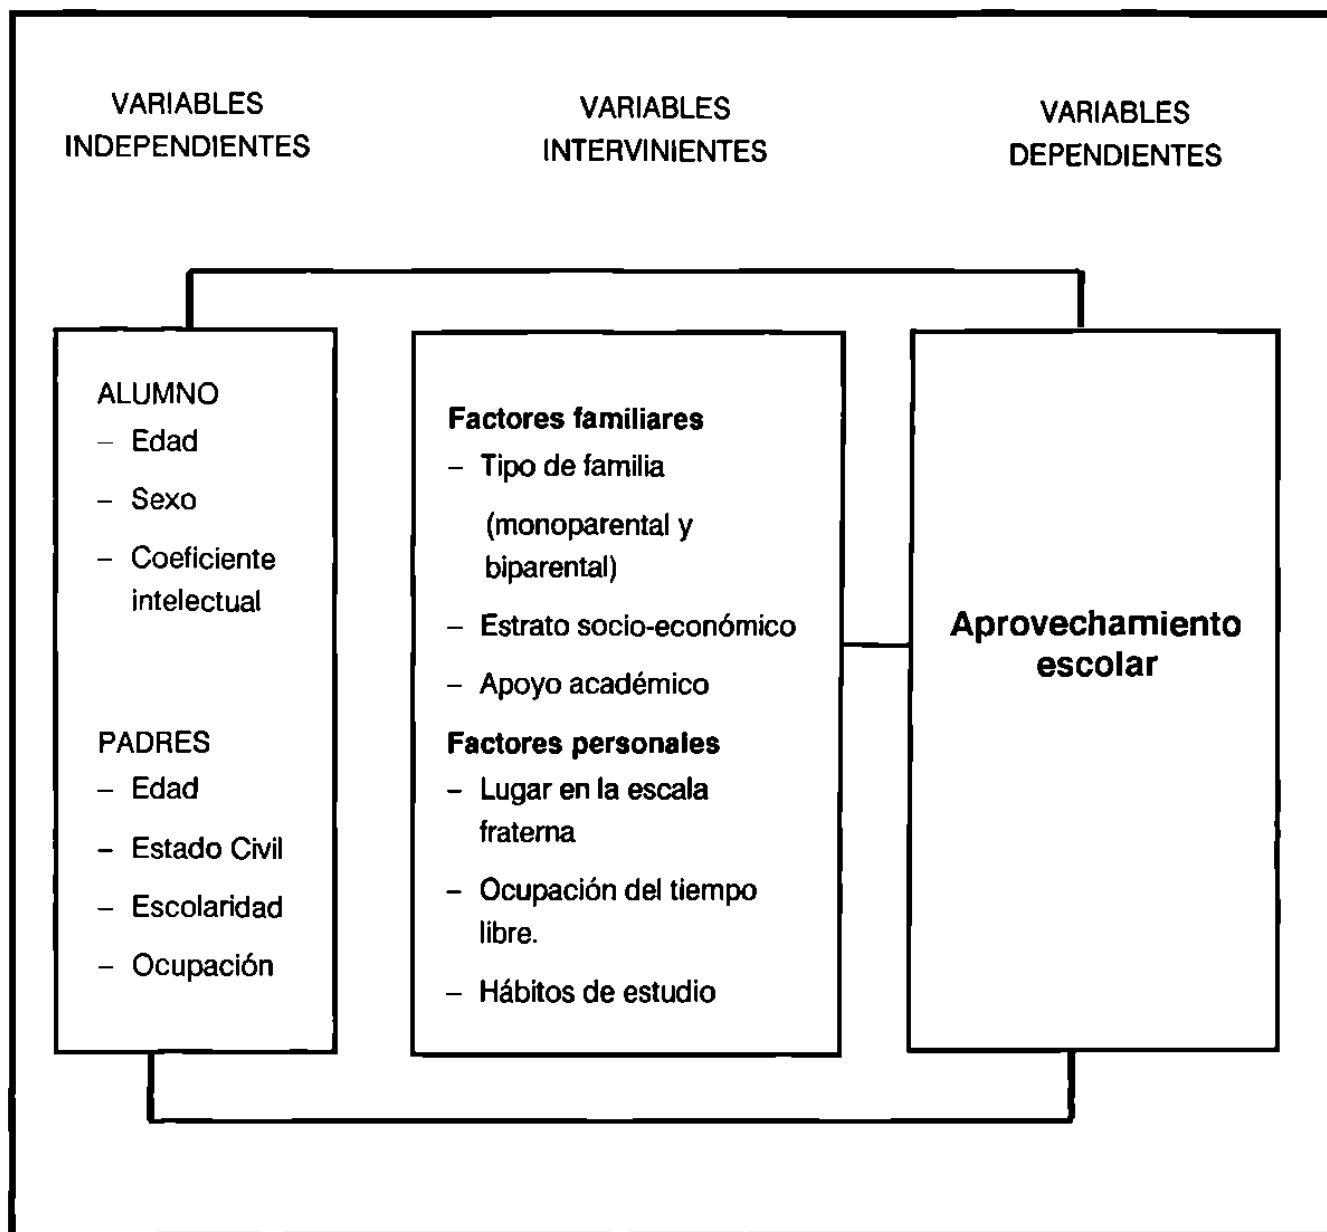 VARIABLES
INDEPENDIENTES
VARIABLES
INTERVINIENTES
VARIABLES
DEPENDIENTES
ALUMNO
– Edad
– Sexo
– Coeficiente
intelectual
PADRES
– Edad
– Estado Civil
– Escolaridad
– Ocupación
Factores familiares
– Tipo de familia
(monoparental y
biparental)
– Estrato socio-económico
– Apoyo académico
Factores personales
– Lugar en la escala
fraterna
– Ocupación del tiempo
libre.
– Hábitos de estudio
Aprovechamiento
escolar